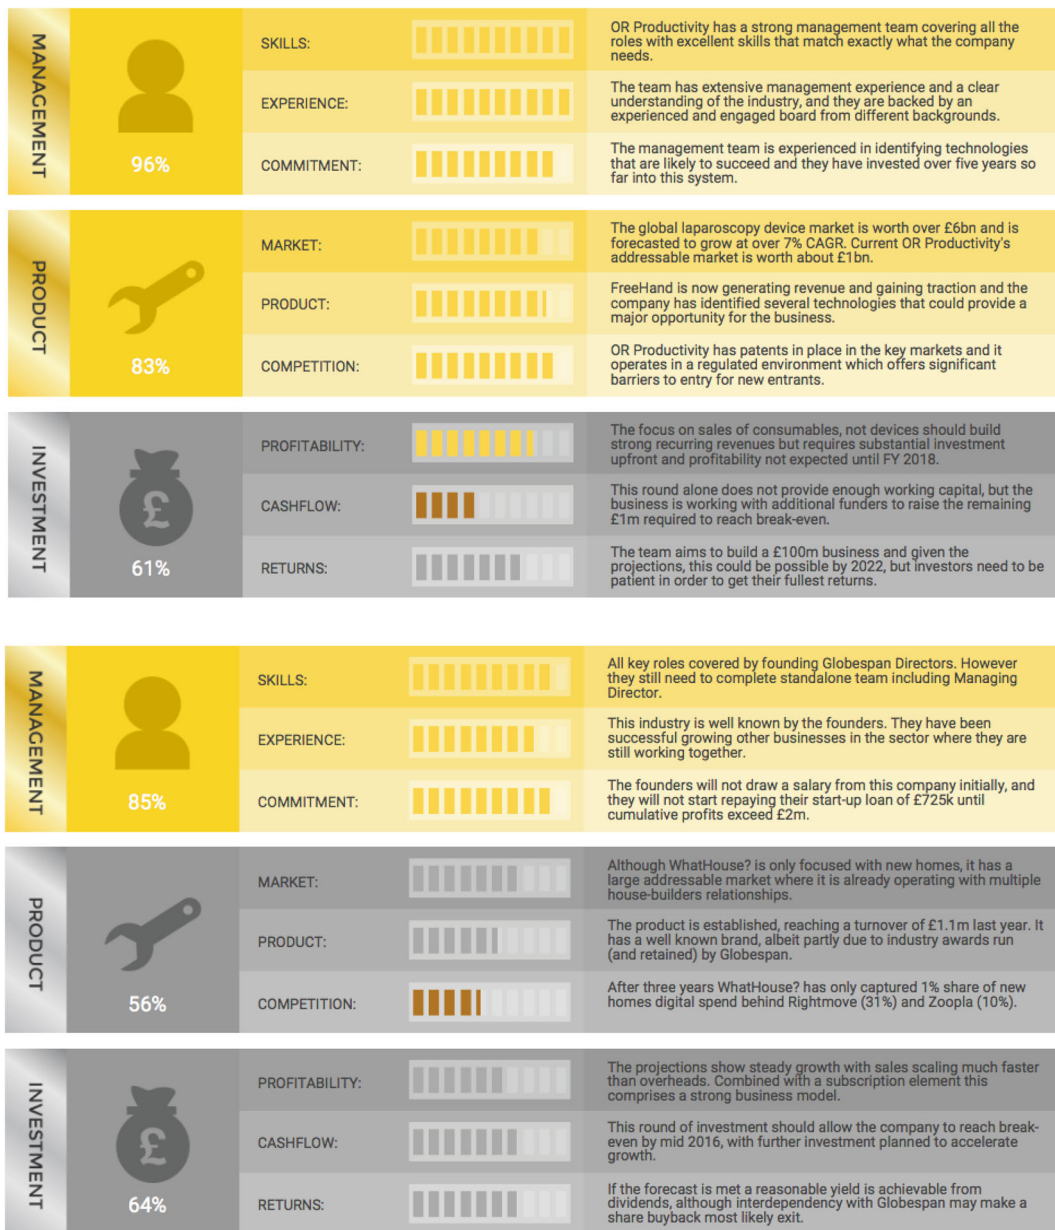 MANAGEMENT
96%
SKILLS:
OR Productivity has a strong management team covering all the
roles with excellent skills that match exactly what the company
needs.
EXPERIENCE:
The team has extensive management experience and a clear
understanding of the industry, and they are backed by an
experienced and engaged board from different backgrounds.
COMMITMENT:
The management team is experienced in identifying technologies
that are likely to succeed and they have invested over five years so
far into this system.
PRODUCT
83%
MARKET:
The global laparoscopy device market is worth over £6bn and is
forecasted to grow at over 7% CAGR. Current OR Productivity's
addressable market is worth about £1bn.
PRODUCT:
FreeHand is now generating revenue and gaining traction and the
company has identified several technologies that could provide a
major opportunity for the business.
COMPETITION:
OR Productivity has patents in place in the key markets and it
operates in a regulated environment which offers significant
barriers to entry for new entrants.
INVESTMENT
£
61%
PROFITABILITY:
The focus on sales of consumables, not devices should build
strong recurring revenues but requires substantial investment
upfront and profitability not expected until FY 2018.
CASHFLOW:
This round alone does not provide enough working capital, but the
business is working with additional funders to raise the remaining
£1m required to reach break-even.
RETURNS:
The team aims to build a £100m business and given the
projections, this could be possible by 2022, but investors need to be
patient in order to get their fullest returns.
MANAGEMENT
85%
SKILLS:
All key roles covered by founding Globespan Directors. However
they still need to complete standalone team including Managing
Director.
EXPERIENCE:
This industry is well known by the founders. They have been
successful growing other businesses in the sector where they are
still working together.
COMMITMENT:
The founders will not draw a salary from this company initially, and
they will not start repaying their start-up loan of £725k until
cumulative profits exceed £2m.
PRODUCT
56%
MARKET:
Although WhatHouse? is only focused with new homes, it has a
large addressable market where it is already operating with multiple
house-builders relationships.
PRODUCT:
The product is established, reaching a turnover of £1.1m last year. It
has a well known brand, albeit partly due to industry awards run
(and retained) by Globespan.
COMPETITION:
After three years WhatHouse? has only captured 1% share of new
homes digital spend behind Rightmove (31%) and Zoopla (10%).
INVESTMENT
£
64%
PROFITABILITY:
The projections show steady growth with sales scaling much faster
than overheads. Combined with a subscription element this
comprises a strong business model.
CASHFLOW:
This round of investment should allow the company to reach break-
even by mid 2016, with further investment planned to accelerate
growth.
RETURNS:
If the forecast is met a reasonable yield is achievable from
dividends, although interdependency with Globespan may make a
share buyback most likely exit.